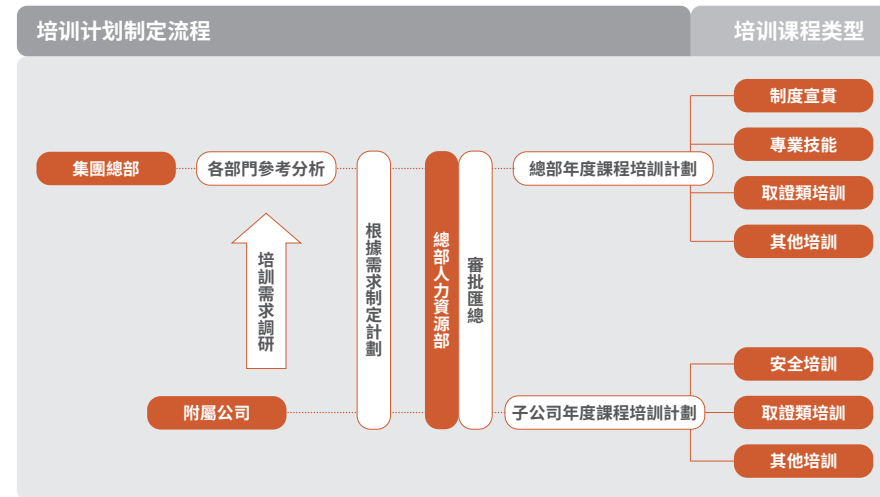 培训计划制定流程
培训课程类型
集團總部
各部門參考分析
根據需求制定計劃
總部人力資源部
審批匯總
總部年度課程培訓計劃
制度宣貫
專業技能
取證類培訓
其他培訓
培訓需求調研
附屬公司
子公司年度課程培訓計劃
安全培訓
取證類培訓
其他培訓